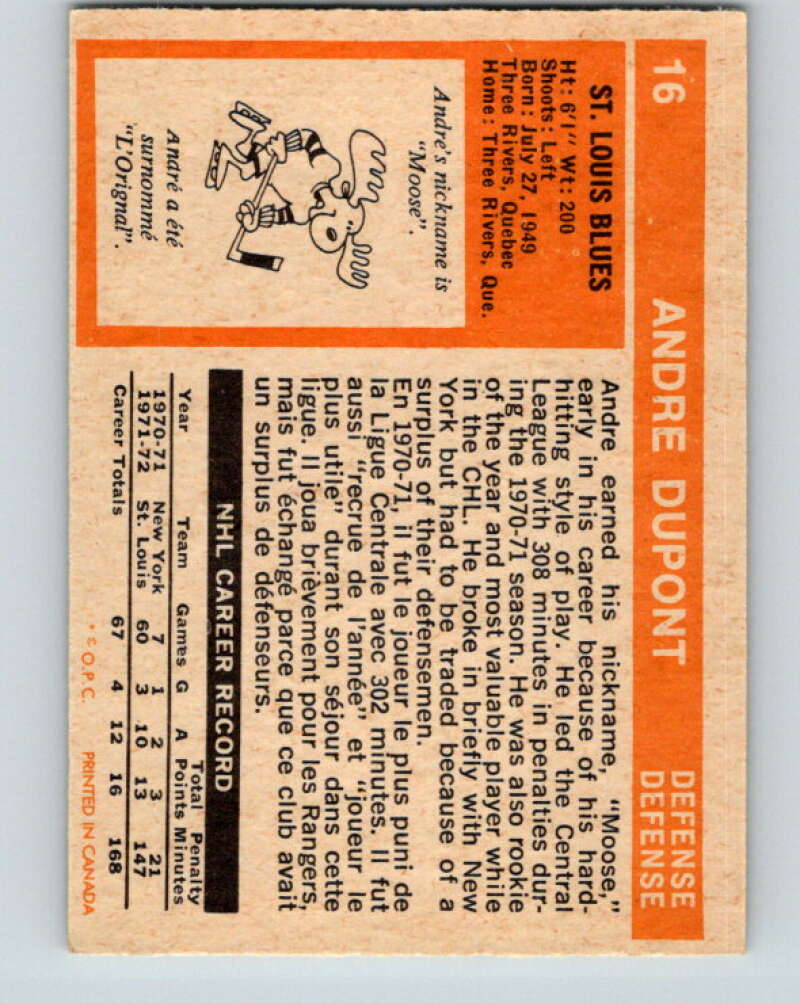 16 ANDRE DUPONT DEFENSE
DEFENSE
ST. LOUIS BLUES
Ht: 6'1" Wt: 200
Shoots: Left
Born: July 27, 1949
Three Rivers, Quebec
Home: Three Rivers, Que.
Andre's nickname is
"Moose".
André a été
surnommé
"L'Orignal".
Andre earned his nickname, "Moose,"
early in his career because of his hard-
hitting style of play. He led the Central
League with 308 minutes in penalties dur-
ing the 1970-71 season. He was also rookie
of the year and most valuable player while
in the CHL. He broke in briefly with New
York but had to be traded because of a
surplus of their defensemen.
En 1970-71, il fut le joueur le plus puni de
la Ligue Centrale avec 302 minutes. Il fut
aussi "recrue de l'année" et "joueur le
plus utile" durant son séjour dans cette
ligue. Il joua brièvement pour les Rangers,
mais fut échangé parce que ce club avait
un surplus de défenseurs.
NHL CAREER RECORD
Total Penalty
Year Team Games G A Points Minutes
1970-71 New York 7 1 2 3 21
1971-72 St. Louis 60 3 10 13 147
Career Totals 67 4 12 16 168
* © O.P.C. PRINTED IN CANADA